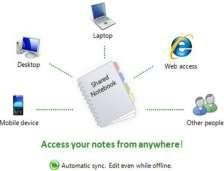 Laptop
Desktop
Web access
Shared
Notebook
Mobile device
Other people
Access your notes from anywhere!
Automatic sync. Edit even while offline.